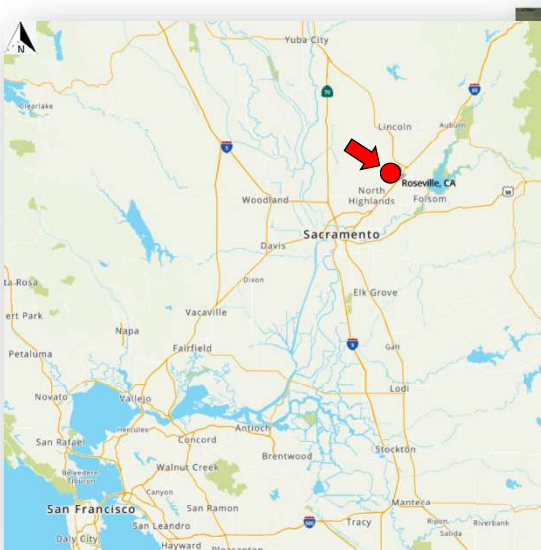 N
Yuba City
70
80
Clearlake
Lincoln
Auburn
5
Roseville, CA
North
Highlands
Folsom
50
Woodland
Sacramento
Davis
Dixon
ta Rosa
Elk Grove
Vacaville
ert Park
Napa
Fairfield
5
Galt
Petaluma
Lodi
Novato
Vallejo
Hercules
Antioch
Concord
San Rafael
Brentwood
Stockton
Walnut Creek
Belvedere
Tiburon
Canyon
Manteca
San Francisco
San Ramon
San Leandro
580
Tracy
Ripon
Riverbank
Salida
Daly City
Hayward
Pleasanton